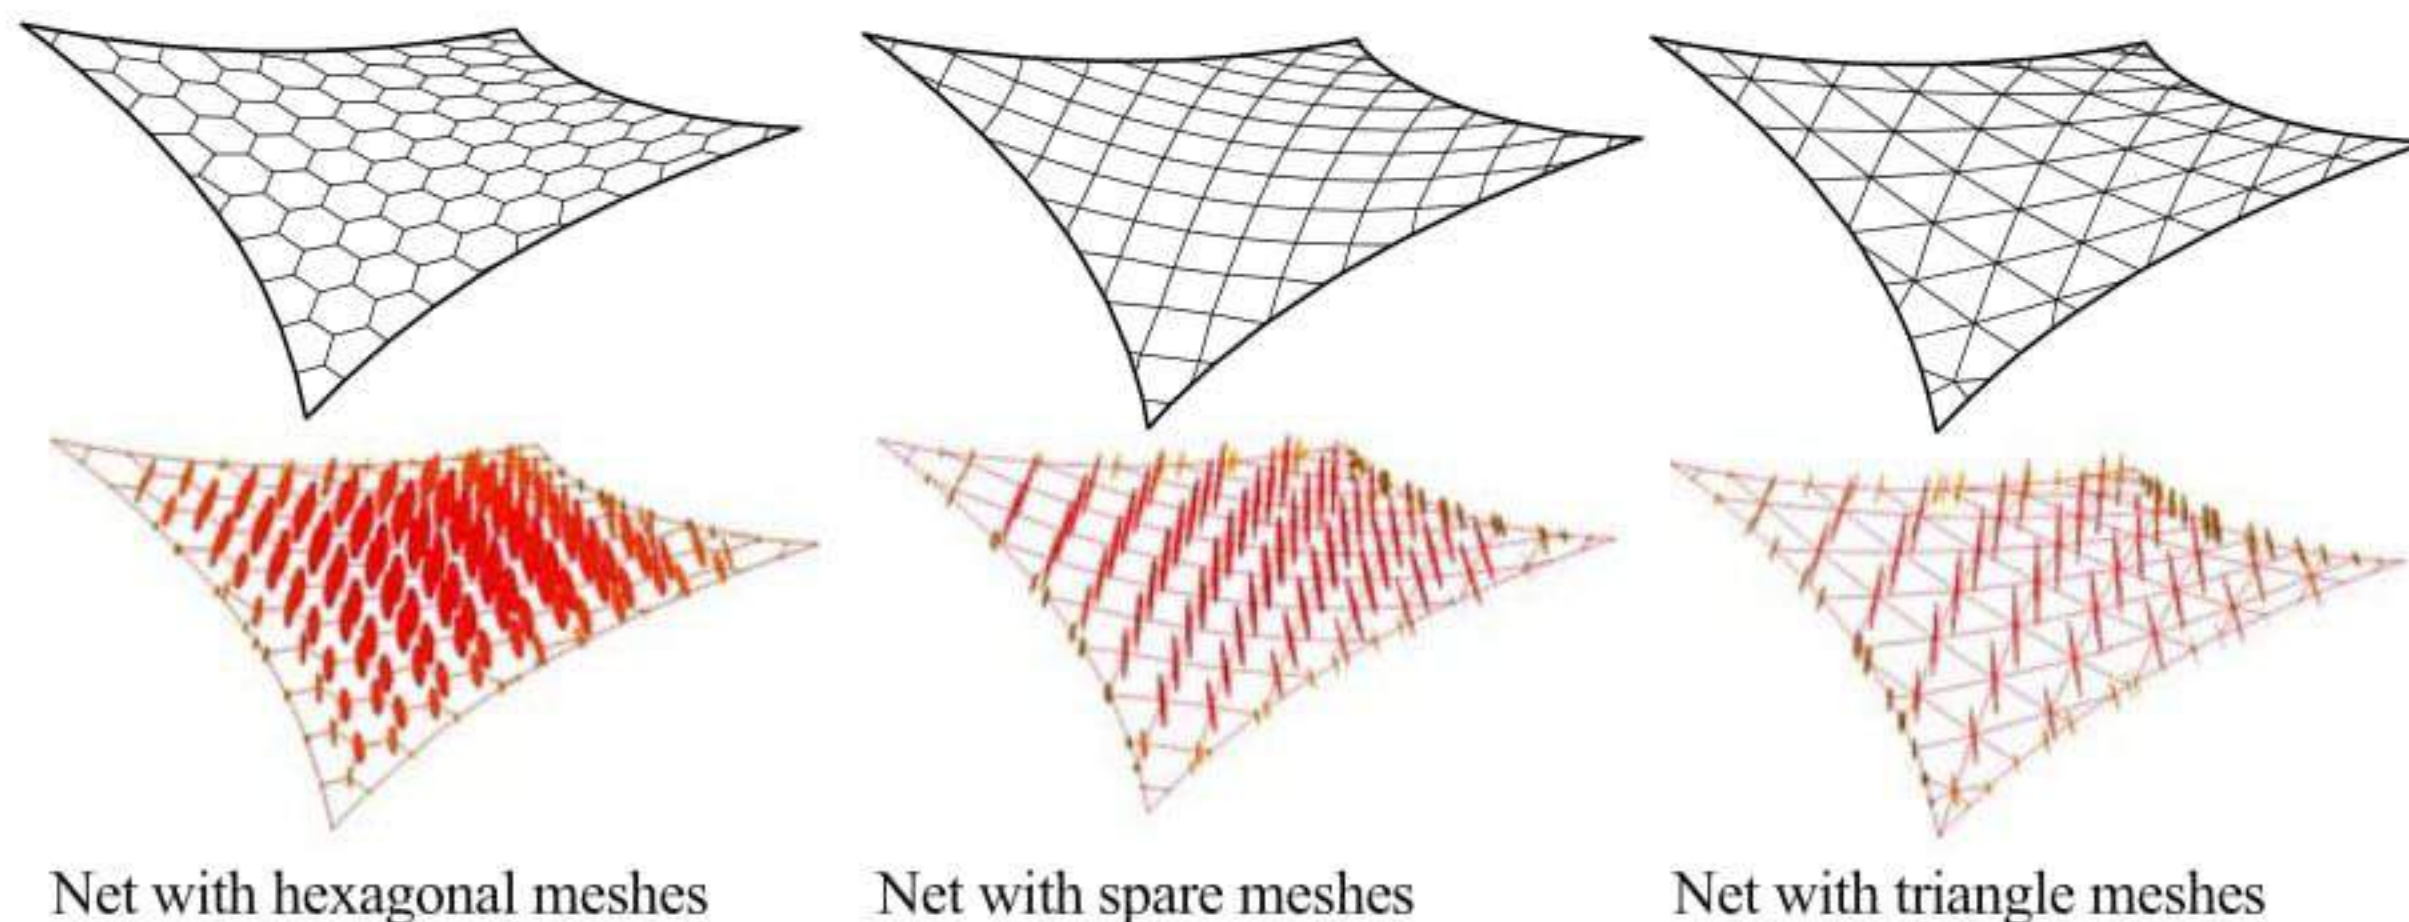 Net with hexagonal meshes
Net with spare meshes
Net with triangle meshes